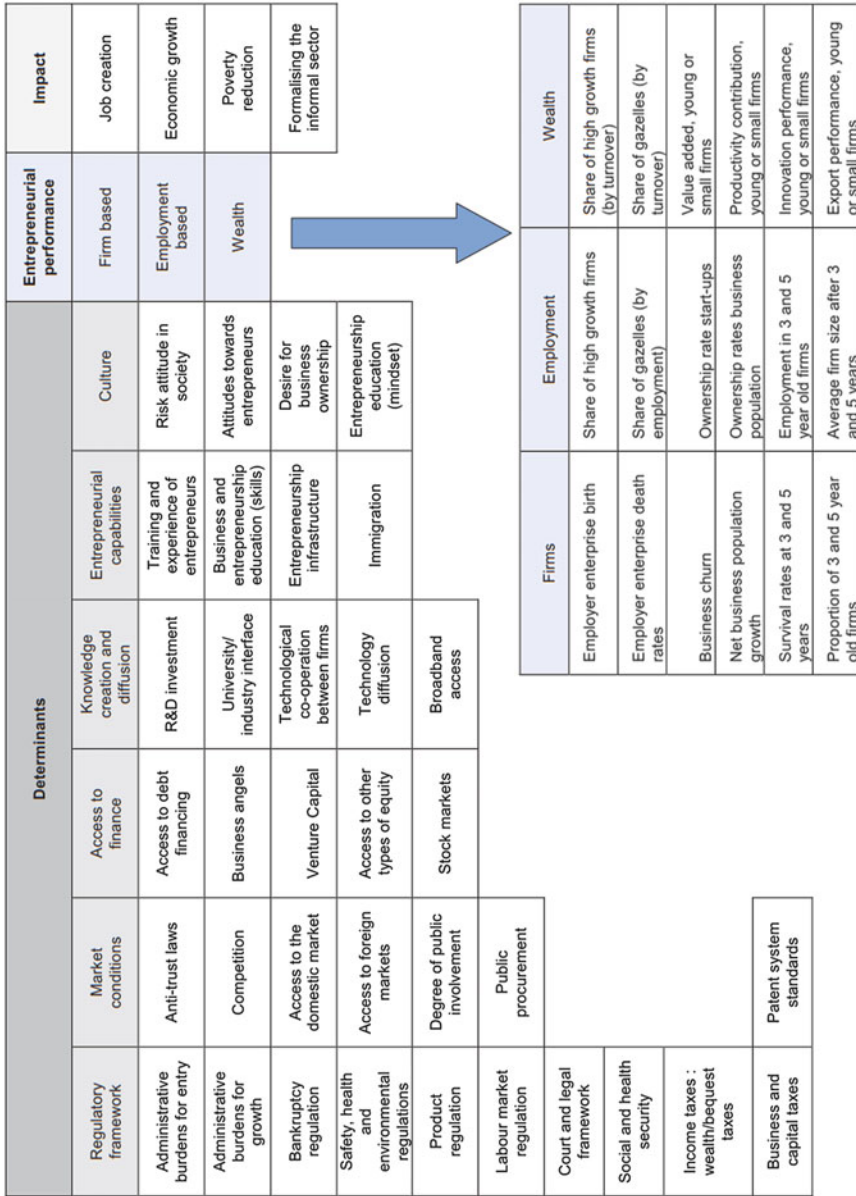 Determinants
Entrepreneurial
performance
Impact
Regulatory
framework
Market
conditions
Access to
finance
Knowledge
creation and
diffusion
Entrepreneurial
capabilities
Culture
Firm based
Job creation
Administrative
burdens for entry
Anti-trust laws
Access to debt
financing
R&D investment
Training and
experience of
entrepreneurs
Risk attitude in
society
Employment
based
Economic growth
Administrative
burdens for
growth
Competition
Business angels
University/
industry interface
Business and
entrepreneurship
education (skills)
Attitudes towards
entrepreneurs
Wealth
Poverty
reduction
Bankruptcy
regulation
Access to the
domestic market
Venture Capital
Technological
co-operation
between firms
Entrepreneurship
infrastructure
Desire for
business
ownership
Formalising the
informal sector
Safety, health
and
environmental
regulations
Access to foreign
markets
Access to other
types of equity
Technology
diffusion
Immigration
Entrepreneurship
education
(mindset)
Product
regulation
Degree of public
involvement
Stock markets
Broadband
access
Labour market
regulation
Public
procurement
Court and legal
framework
Social and health
security
Income taxes :
wealth/bequest
taxes
Business and
capital taxes
Patent system
standards
Firms
Employment
Wealth
Employer enterprise birth
Share of high growth firms
Share of high growth firms
(by turnover)
Employer enterprise death
rates
Share of gazelles (by
employment)
Share of gazelles (by
turnover)
Business churn
Ownership rate start-ups
Value added, young or
small firms
Net business population
growth
Ownership rates business
population
Productivity contribution,
young or small firms
Survival rates at 3 and 5
years
Employment in 3 and 5
year old firms
Innovation performance,
young or small firms
Proportion of 3 and 5 year
old firms
Average firm size after 3
and 5 years
Export performance, young
or small firms